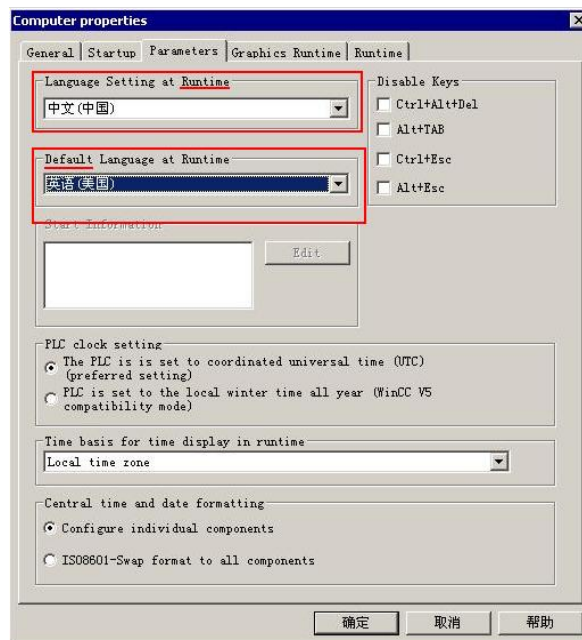 Computer properties
General Startup Parameters Graphics Runtime Runtime
Language Setting at Runtime
中文(中国)
Default Language at Runtime
英语(美国)
Start Information
Edit
Disable Keys
Ctrl+Alt+Del
Alt+TAB
Ctrl+Esc
Alt+Esc
PLC clock setting
The PLC is is set to coordinated universal time (UTC)
(preferred setting)
PLC is set to the local winter time all year (WinCC V5
compatibility mode)
Time basis for time display in runtime
Local time zone
Central time and date formatting
Configure individual components
ISO8601-Swap format to all components
确定 取消 帮助